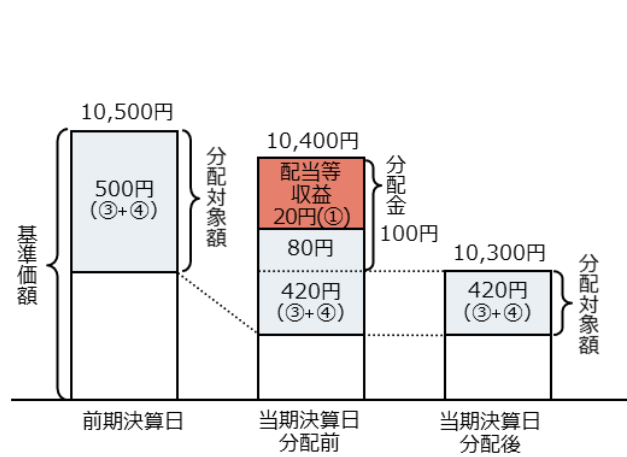 10,500円
500円
(③+④)
分配対象額
基準価額
前期決算日
10,400円
配当等
収益
20円(①)
80円
420円
(③+④)
分配金
100円
当期決算日
分配前
10,300円
420円
(③+④)
分配対象額
当期決算日
分配後